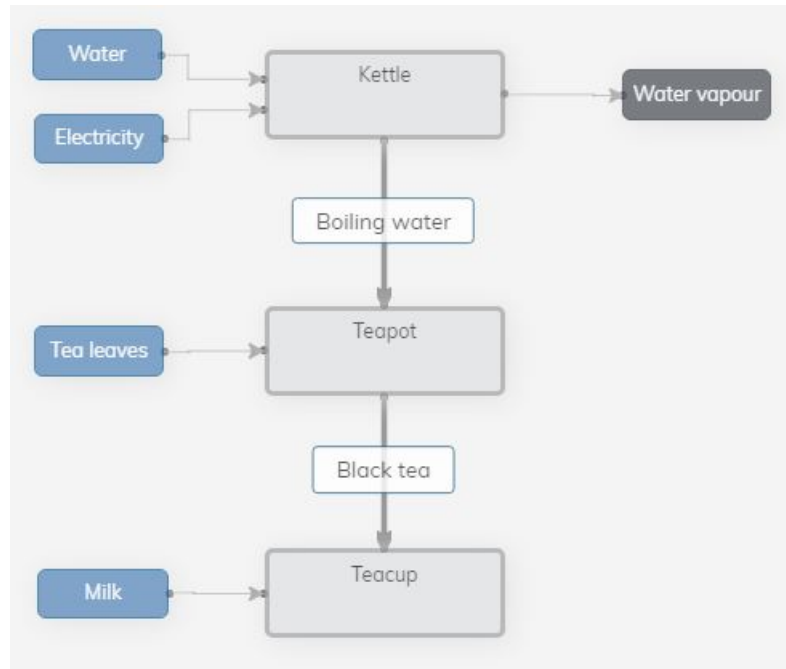 Water
Kettle
Water vapour
Electricity
Boiling water
Teapot
Tea leaves
Black tea
Teacup
Milk